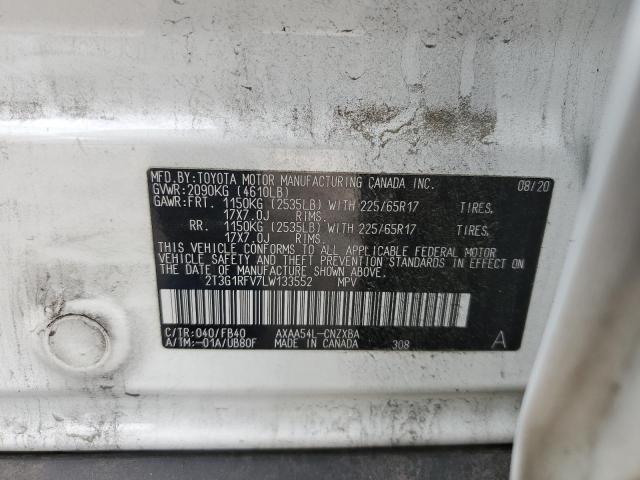 MFD.BY:TOYOTA MOTOR MANUFACTURING CANADA INC. 08/20
GVWR:2090KG (4610LB)
GAWR:FRT. 1150KG (2535LB) WITH 225/65R17 TIRES,
17X7.0J RIMS.
RR. 1150KG (2535LB) WITH 225/65R17 TIRES,
17X7.0J RIMS.
THIS VEHICLE CONFORMS TO ALL APPLICABLE FEDERAL MOTOR
VEHICLE SAFETY AND THEFT PREVENTION STANDARDS IN EFFECT
ON THE DATE OF MANUFACTURE SHOWN ABOVE.
2T3G1RFV7LW133552 MPV
C/TR:040/FB40 AXAA54L-CNZXBA
A/TM:-01A/UB80F MADE IN CANADA 308 A